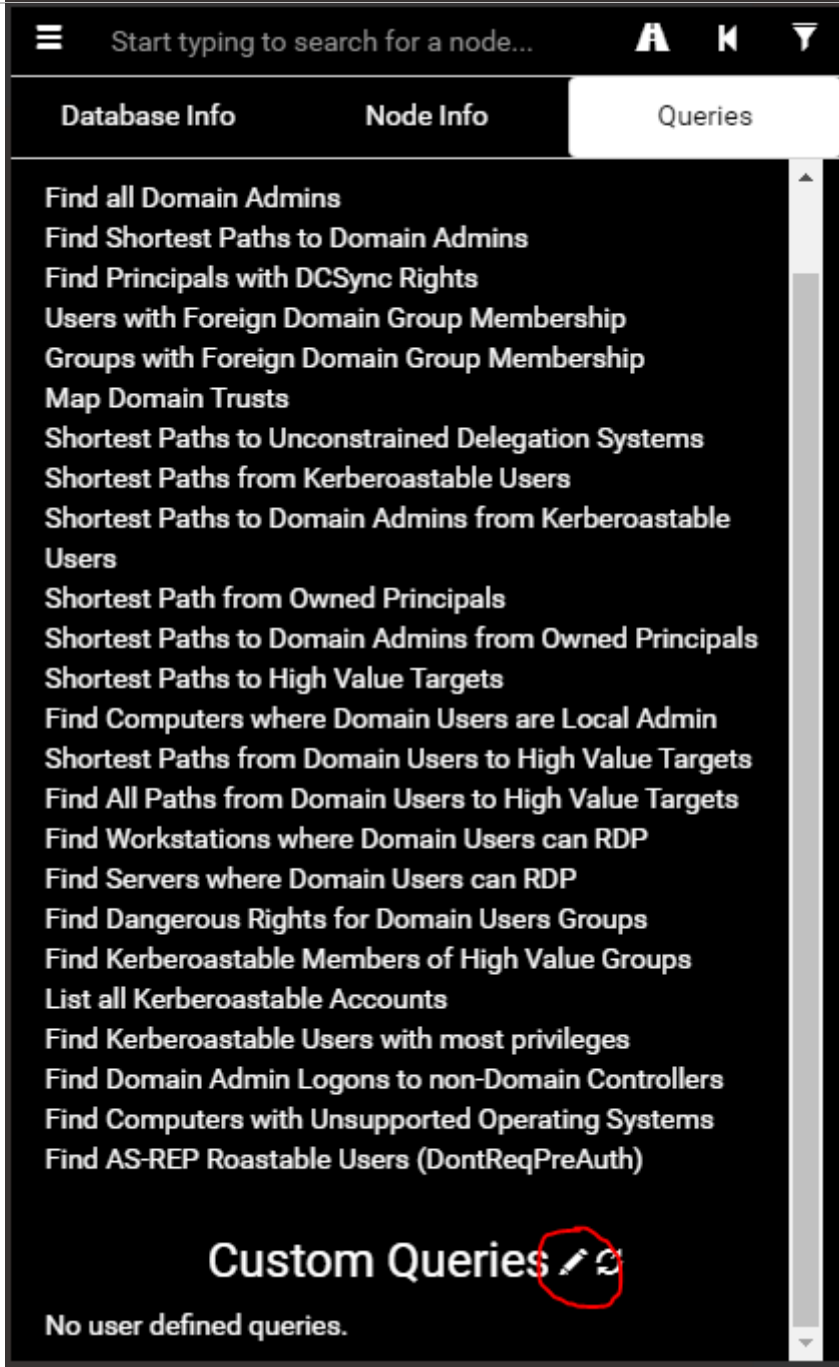 Start typing to search for a node...
Database Info
Node Info
Queries
Find all Domain Admins
Find Shortest Paths to Domain Admins
Find Principals with DCSync Rights
Users with Foreign Domain Group Membership
Groups with Foreign Domain Group Membership
Map Domain Trusts
Shortest Paths to Unconstrained Delegation Systems
Shortest Paths from Kerberoastable Users
Shortest Paths to Domain Admins from Kerberoastable
Users
Shortest Path from Owned Principals
Shortest Paths to Domain Admins from Owned Principals
Shortest Paths to High Value Targets
Find Computers where Domain Users are Local Admin
Shortest Paths from Domain Users to High Value Targets
Find All Paths from Domain Users to High Value Targets
Find Workstations where Domain Users can RDP
Find Servers where Domain Users can RDP
Find Dangerous Rights for Domain Users Groups
Find Kerberoastable Members of High Value Groups
List all Kerberoastable Accounts
Find Kerberoastable Users with most privileges
Find Domain Admin Logons to non-Domain Controllers
Find Computers with Unsupported Operating Systems
Find AS-REP Roastable Users (DontReqPreAuth)
Custom Queries
No user defined queries.